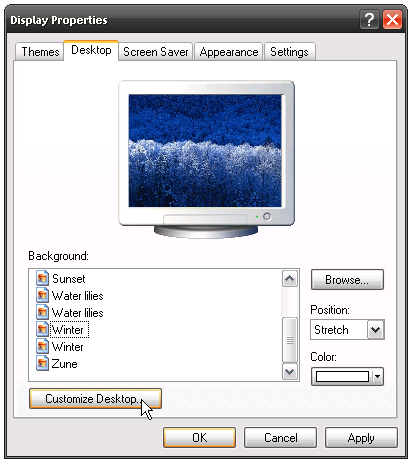 Display Properties
Themes Desktop Screen Saver Appearance Settings
Background:
Sunset
Water lilies
Water lilies
Winter
Winter
Zune
Browse...
Position:
Stretch
Color:
Customize Desktop...
OK Cancel Apply